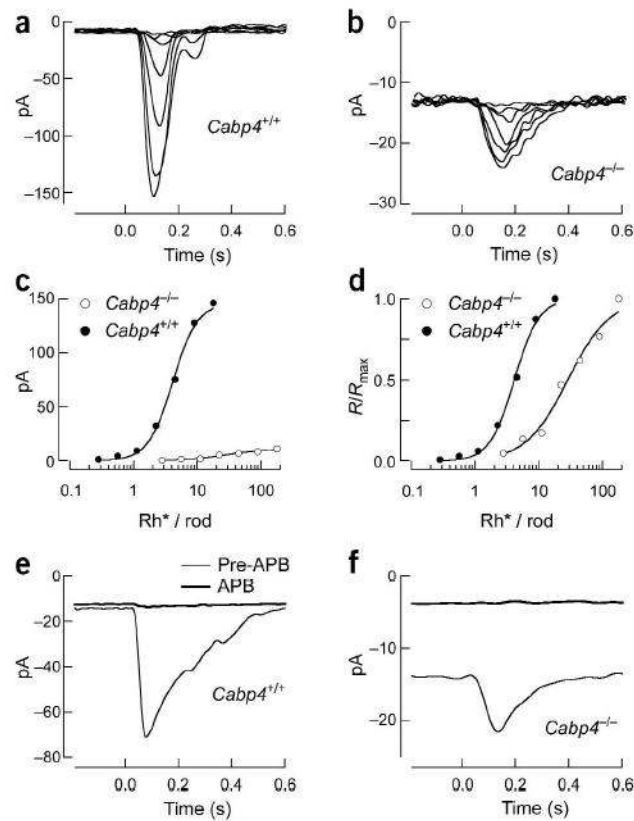 a
b
0
−50
−100
−150
pA
Cabp4+/+
0.0 0.2 0.4 0.6
Time (s)
0
−10
−20
−30
pA
Cabp4−/−
0.0 0.2 0.4 0.6
Time (s)
c
d
150
100
50
0
pA
Cabp4−/−
Cabp4+/+
0.1 1 10 100
Rh* / rod
1.0
0.5
0.0
R/Rmax
Cabp4−/−
Cabp4+/+
0.1 1 10 100
Rh* / rod
e
f
0
−20
−40
−60
−80
pA
Pre-APB
APB
Cabp4+/+
0.0 0.2 0.4 0.6
Time (s)
0
−10
−20
pA
Cabp4−/−
0.0 0.2 0.4 0.6
Time (s)